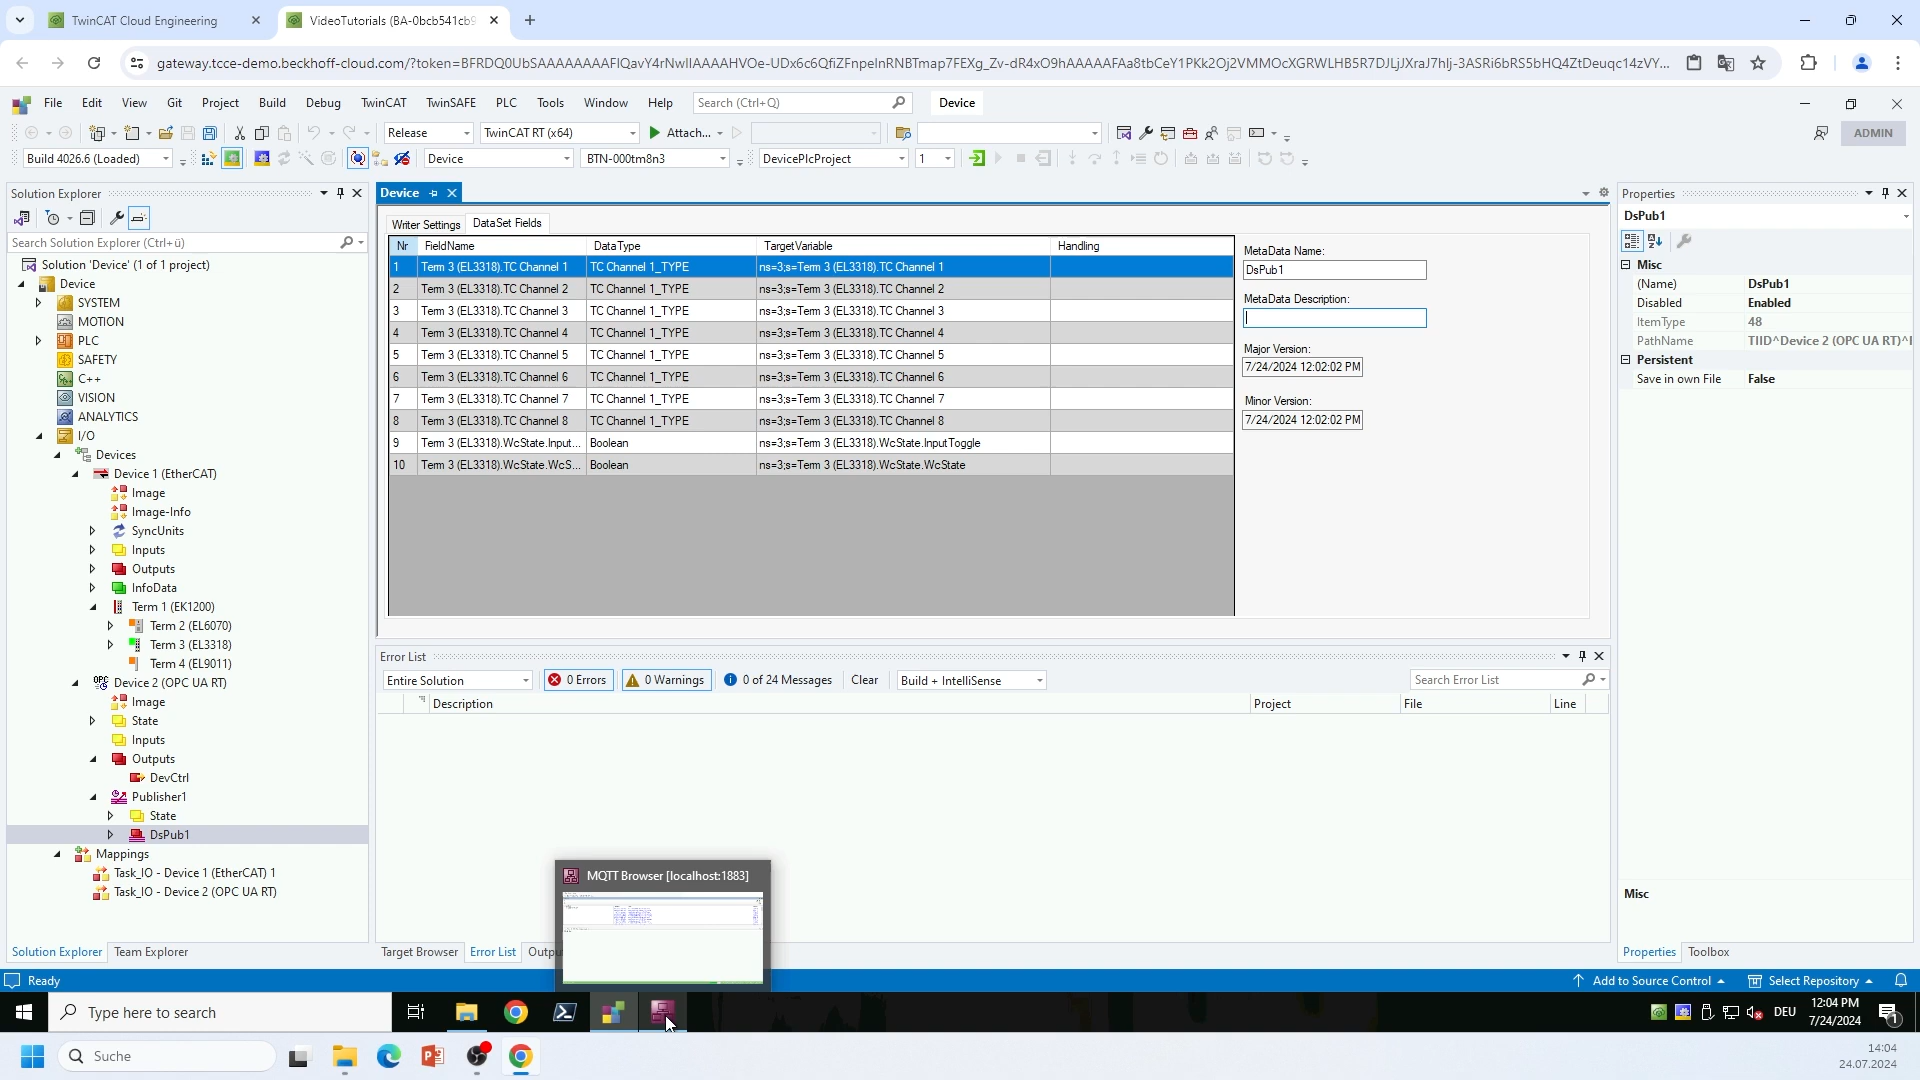 TwinCAT Cloud Engineering
VideoTutorials (BA-0bcb541cb9
gateway.tcce-demo.beckhoff-cloud.com/?token=
File Edit View Git Project Build Debug TwinCAT TwinSAFE PLC Tools Window Help Search (Ctrl+Q) Device
Release TwinCAT RT (x64) Attach... ADMIN
Build 4026.6 (Loaded) Device BTN-000tm8n3 DevicePlcProject 1
Solution Explorer
Search Solution Explorer (Ctrl+ü)
Solution 'Device' (1 of 1 project)
Device
SYSTEM
MOTION
PLC
SAFETY
C++
VISION
ANALYTICS
I/O
Devices
Device 1 (EtherCAT)
Image
Image-Info
SyncUnits
Inputs
Outputs
InfoData
Term 1 (EK1200)
Term 2 (EL6070)
Term 3 (EL3318)
Term 4 (EL9011)
Device 2 (OPC UA RT)
Image
State
Inputs
Outputs
DevCtrl
Publisher1
State
DsPub1
Mappings
Task_IO - Device 1 (EtherCAT) 1
Task_IO - Device 2 (OPC UA RT)
Solution Explorer Team Explorer
Device
Writer Settings DataSet Fields
Nr FieldName DataType TargetVariable Handling
1 Term 3 (EL3318).TC Channel 1 TC Channel 1_TYPE ns=3;s=Term 3 (EL3318).TC Channel 1
2 Term 3 (EL3318).TC Channel 2 TC Channel 1_TYPE ns=3;s=Term 3 (EL3318).TC Channel 2
3 Term 3 (EL3318).TC Channel 3 TC Channel 1_TYPE ns=3;s=Term 3 (EL3318).TC Channel 3
4 Term 3 (EL3318).TC Channel 4 TC Channel 1_TYPE ns=3;s=Term 3 (EL3318).TC Channel 4
5 Term 3 (EL3318).TC Channel 5 TC Channel 1_TYPE ns=3;s=Term 3 (EL3318).TC Channel 5
6 Term 3 (EL3318).TC Channel 6 TC Channel 1_TYPE ns=3;s=Term 3 (EL3318).TC Channel 6
7 Term 3 (EL3318).TC Channel 7 TC Channel 1_TYPE ns=3;s=Term 3 (EL3318).TC Channel 7
8 Term 3 (EL3318).TC Channel 8 TC Channel 1_TYPE ns=3;s=Term 3 (EL3318).TC Channel 8
9 Term 3 (EL3318).WcState.Input... Boolean ns=3;s=Term 3 (EL3318).WcState.InputToggle
10 Term 3 (EL3318).WcState.WcS... Boolean ns=3;s=Term 3 (EL3318).WcState.WcState
MetaData Name:
DsPub1
MetaData Description:
Major Version:
7/24/2024 12:02:02 PM
Minor Version:
7/24/2024 12:02:02 PM
Error List
Entire Solution 0 Errors 0 Warnings 0 of 24 Messages Clear Build + IntelliSense Search Error List
Description Project File Line
MQTT Browser [localhost:1883]
Target Browser Error List Outpu
Properties
DsPub1
Misc
(Name) DsPub1
Disabled Enabled
ItemType 48
PathName TIID^Device 2 (OPC UA RT)^
Persistent
Save in own File False
Misc
Properties Toolbox
Ready Add to Source Control Select Repository
Type here to search DEU 12:04 PM
7/24/2024 1
Suche 14:04
24.07.2024